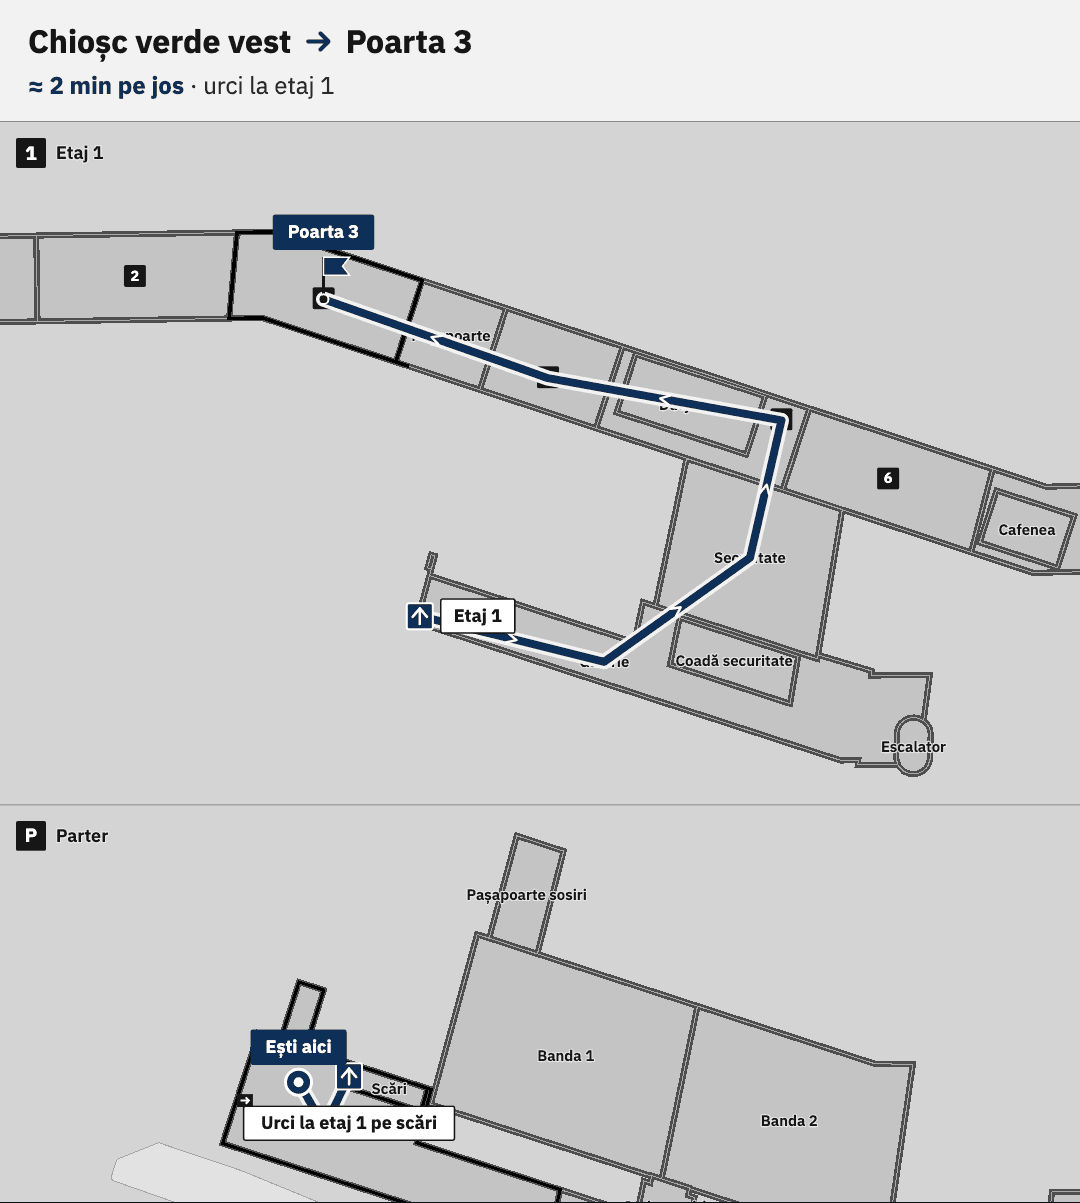 Chioșc verde vest → Poarta 3
≈ 2 min pe jos · urci la etaj 1
1 Etaj 1
Poarta 3
2
poarte
6
Cafenea
Securitate
Etaj 1
Coadă securitate
Escalator
P Parter
Pașapoarte sosiri
Ești aici
Banda 1
Scări
Urci la etaj 1 pe scări
Banda 2